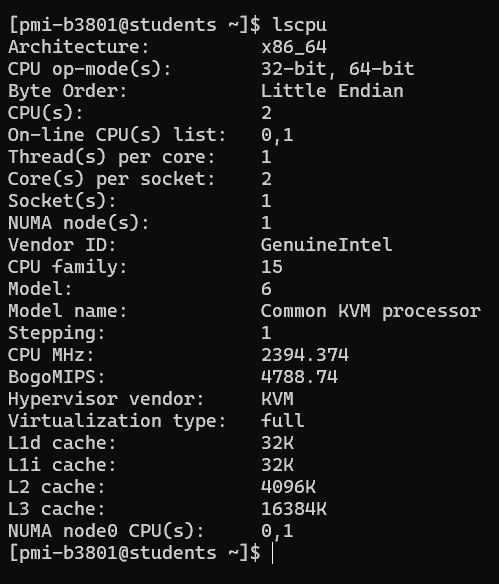 [pmi-b3801@students ~]$ lscpu
Architecture: x86_64
CPU op-mode(s): 32-bit, 64-bit
Byte Order: Little Endian
CPU(s): 2
On-line CPU(s) list: 0,1
Thread(s) per core: 1
Core(s) per socket: 2
Socket(s): 1
NUMA node(s): 1
Vendor ID: GenuineIntel
CPU family: 15
Model: 6
Model name: Common KVM processor
Stepping: 1
CPU MHz: 2394.374
BogoMIPS: 4788.74
Hypervisor vendor: KVM
Virtualization type: full
L1d cache: 32K
L1i cache: 32K
L2 cache: 4096K
L3 cache: 16384K
NUMA node0 CPU(s): 0,1
[pmi-b3801@students ~]$